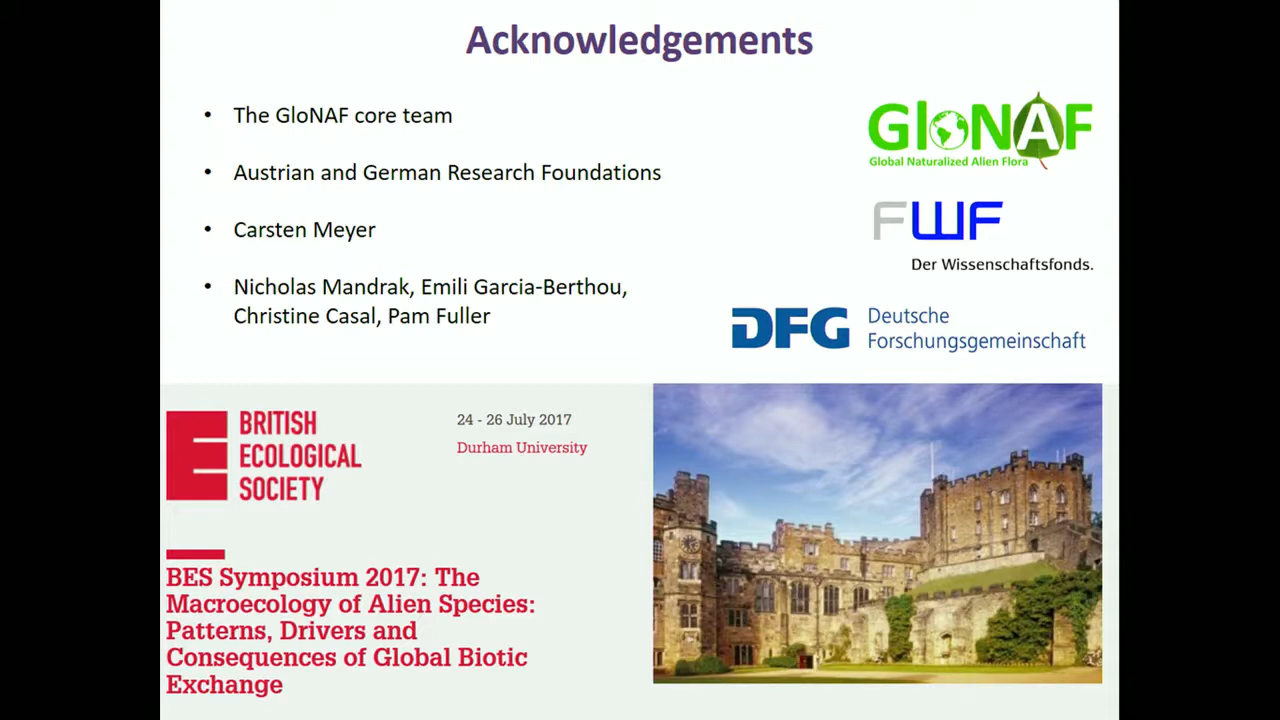 Acknowledgements
• The GloNAF core team
• Austrian and German Research Foundations
• Carsten Meyer
• Nicholas Mandrak, Emili Garcia-Berthou,
Christine Casal, Pam Fuller
GloNAF
Global Naturalized Alien Flora
FWF
Der Wissenschaftsfonds.
DFG
Deutsche
Forschungsgemeinschaft
BRITISH
ECOLOGICAL
SOCIETY
24 - 26 July 2017
Durham University
BES Symposium 2017: The
Macroecology of Alien Species:
Patterns, Drivers and
Consequences of Global Biotic
Exchange